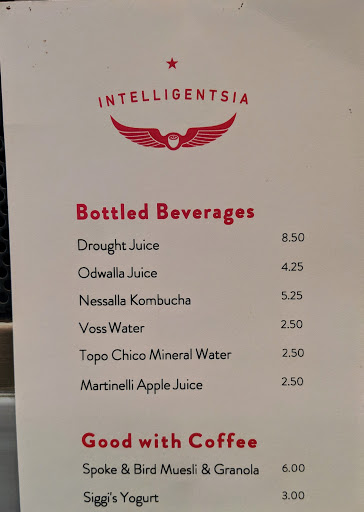 INTELLIGENTSIA
Bottled Beverages
Drought Juice 8.50
Odwalla Juice 4.25
Nessalla Kombucha 5.25
Voss Water 2.50
Topo Chico Mineral Water 2.50
Martinelli Apple Juice 2.50
Good with Coffee
Spoke & Bird Muesli & Granola 6.00
Siggi's Yogurt 3.00